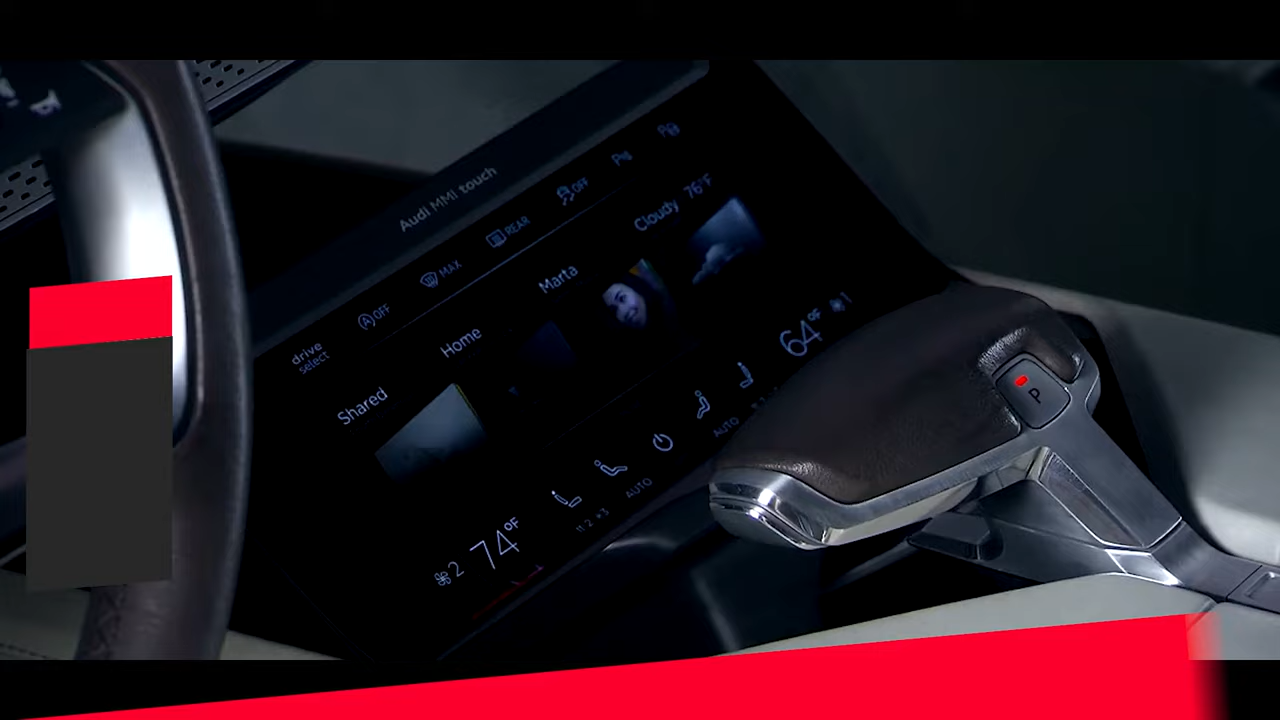 Audi MMI touch
drive select
OFF
MAX
REAR
OFF
Shared
Home
Marta
Cloudy 76°F
2
74°F
AUTO
AUTO
64°F
1
P